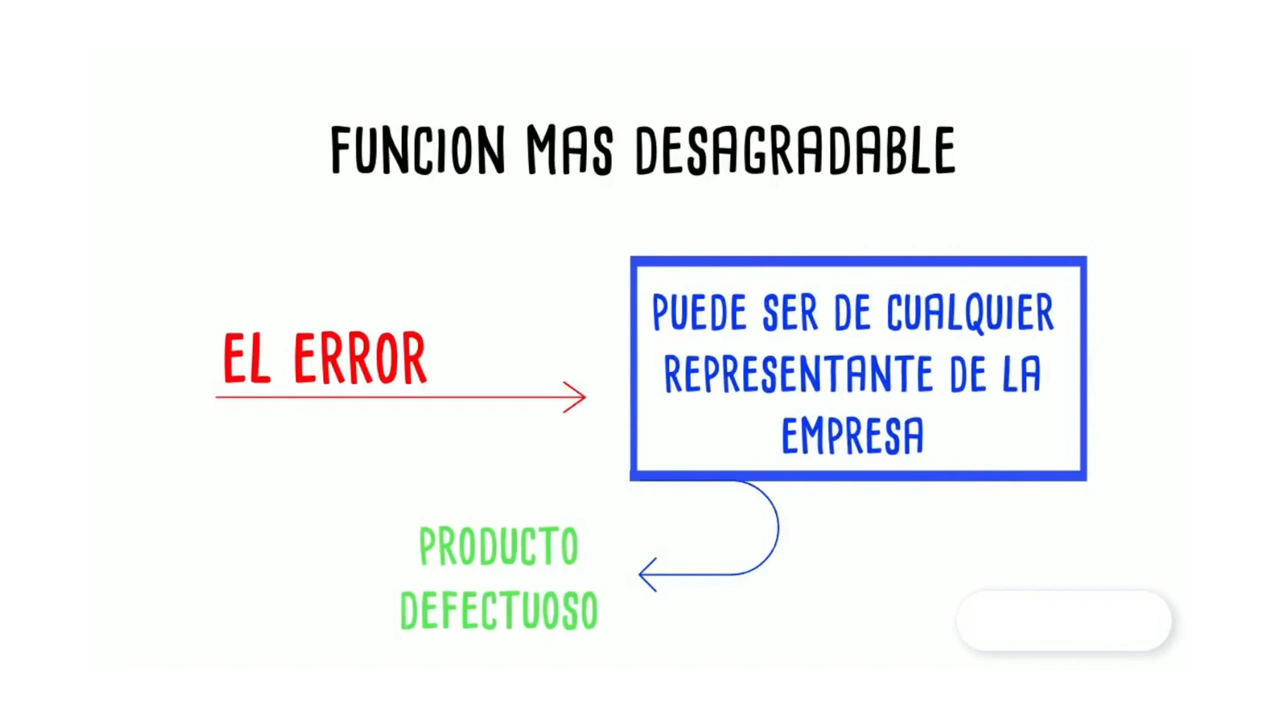 FUNCION MAS DESAGRADABLE
EL ERROR
PUEDE SER DE CUALQUIER
REPRESENTANTE DE LA
EMPRESA
PRODUCTO
DEFECTUOSO